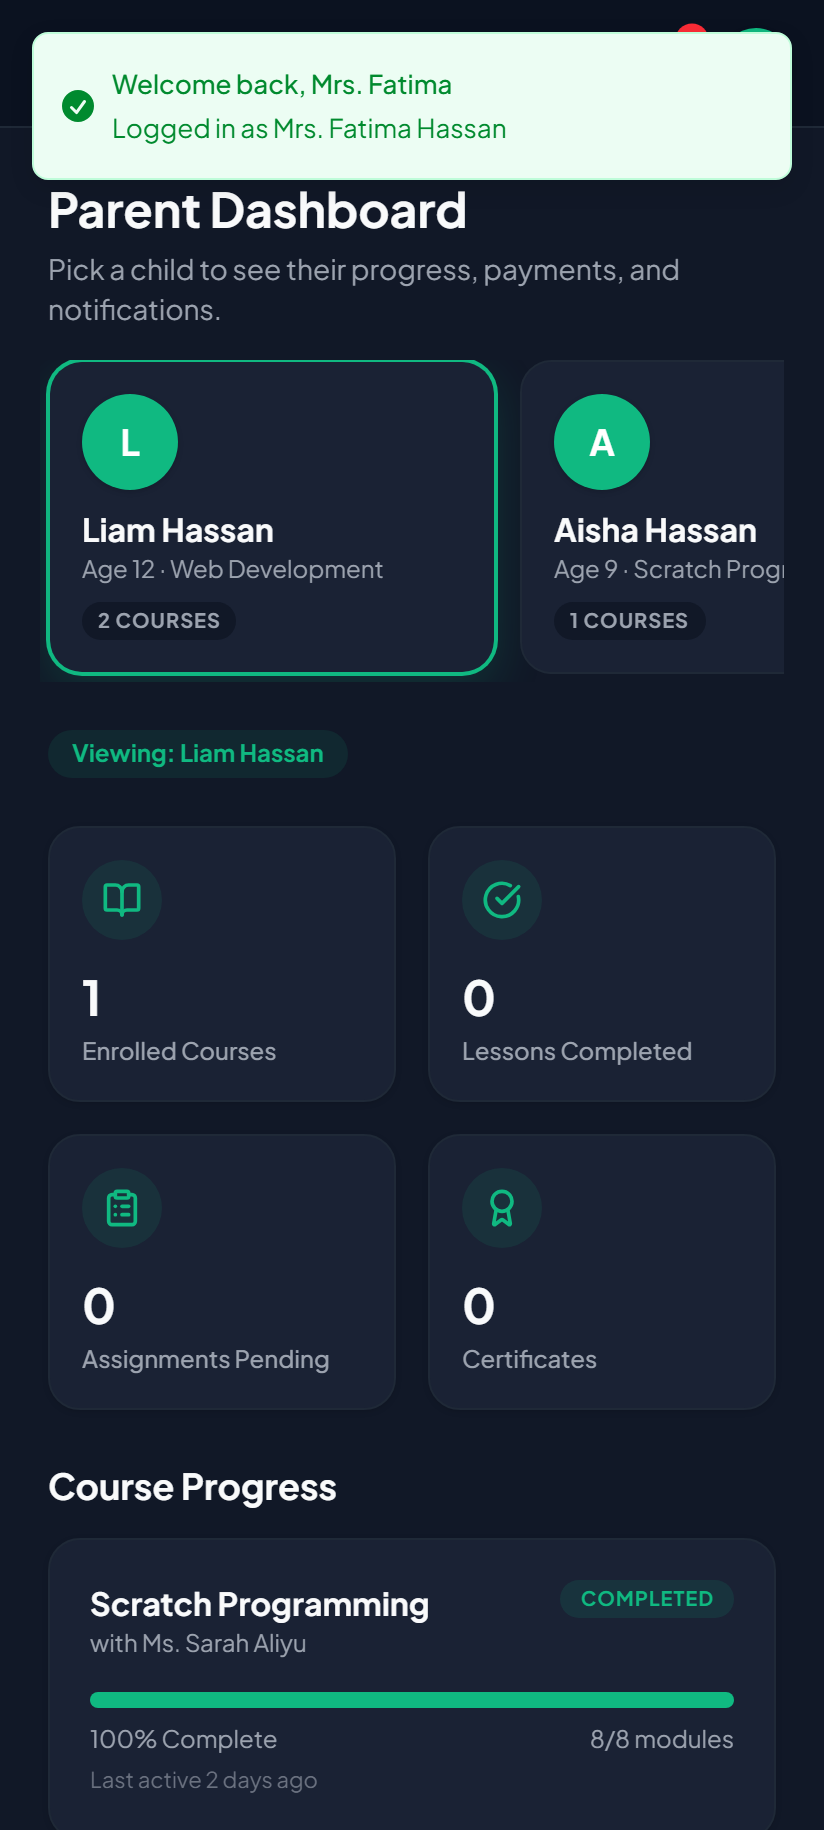 Welcome back, Mrs. Fatima
Logged in as Mrs. Fatima Hassan
Parent Dashboard
Pick a child to see their progress, payments, and
notifications.
L
Liam Hassan
Age 12 · Web Development
2 COURSES
A
Aisha Hassan
Age 9 · Scratch
1 COURSES
Viewing: Liam Hassan
1
Enrolled Courses
0
Lessons Completed
0
Assignments Pending
0
Certificates
Course Progress
Scratch Programming
COMPLETED
with Ms. Sarah Aliyu
100% Complete
8/8 modules
Last active 2 days ago